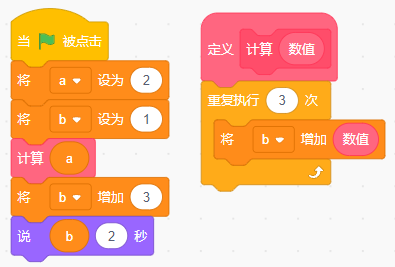 当 被点击
将 a 设为 2
将 b 设为 1
计算 a
将 b 增加 3
说 b 2 秒
定义 计算 数值
重复执行 3 次
将 b 增加 数值